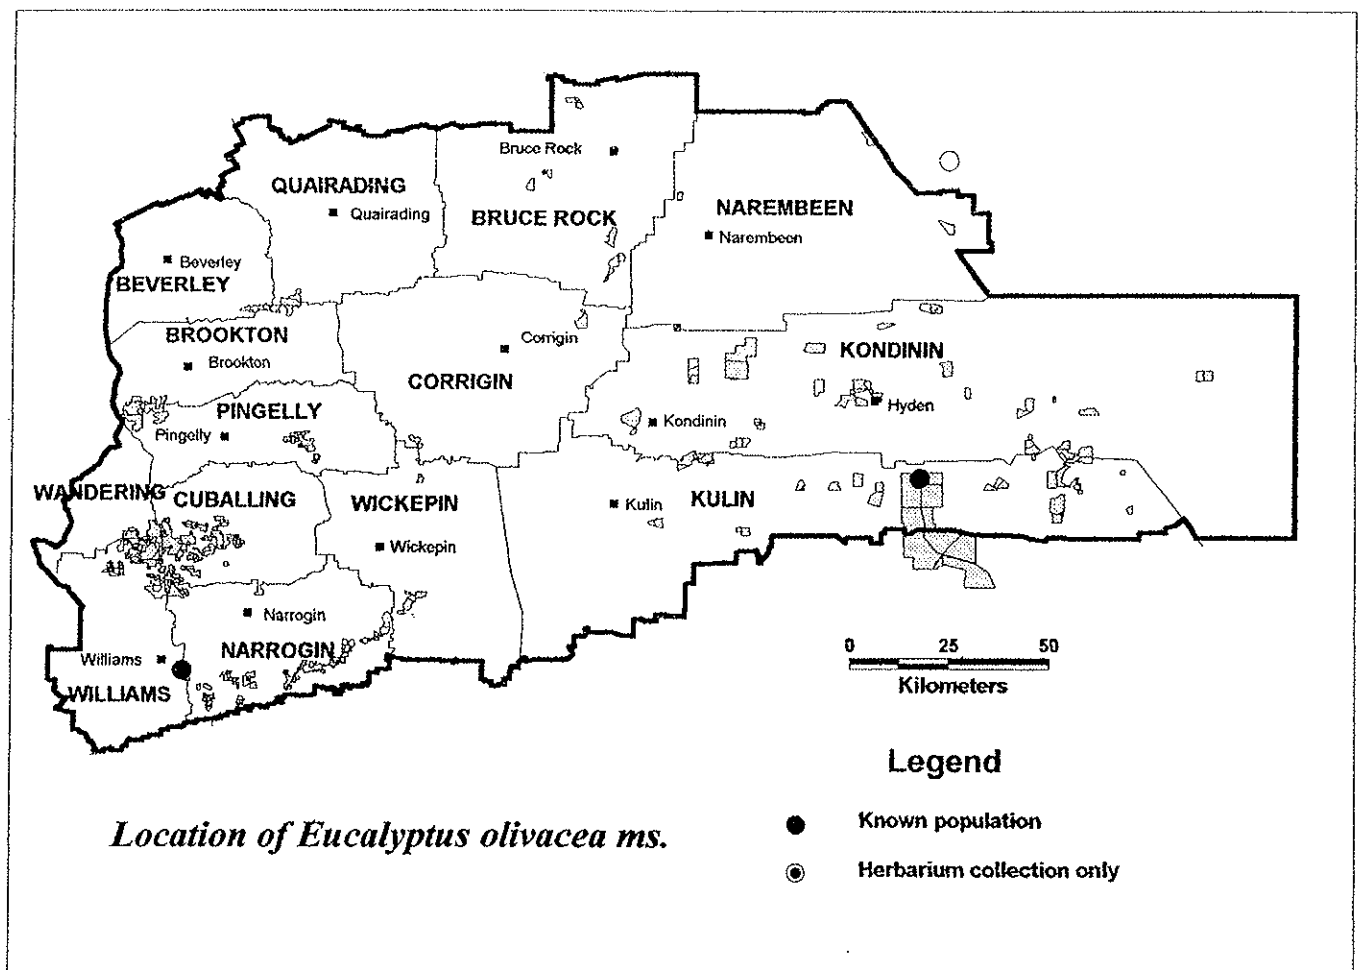 Bruce Rock
QUAIRADING
Quairading
BRUCE ROCK
NAREMBEEN
Narembeen
Beverley
BEVERLEY
BROOKTON
Brookton
Corrigin
CORRIGIN
KONDININ
Hyden
Kondinin
PINGELLY
Pingelly
WANDERING
CUBALLING
WICKEPIN
Wickepin
Kulin
KULIN
Narrogin
NARROGIN
Williams
WILLIAMS
0 25 50
Kilometers
Legend
Known population
Herbarium collection only
Location of Eucalyptus olivacea ms.